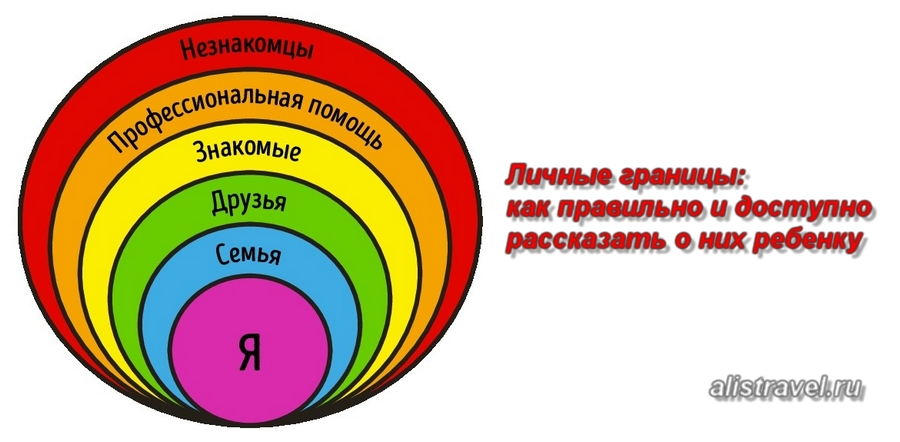 Незнакомцы
Профессиональная помощь
Знакомые
Друзья
Семья
Я
Личные границы:
как правильно и доступно
рассказать о них ребенку
alistravel.ru